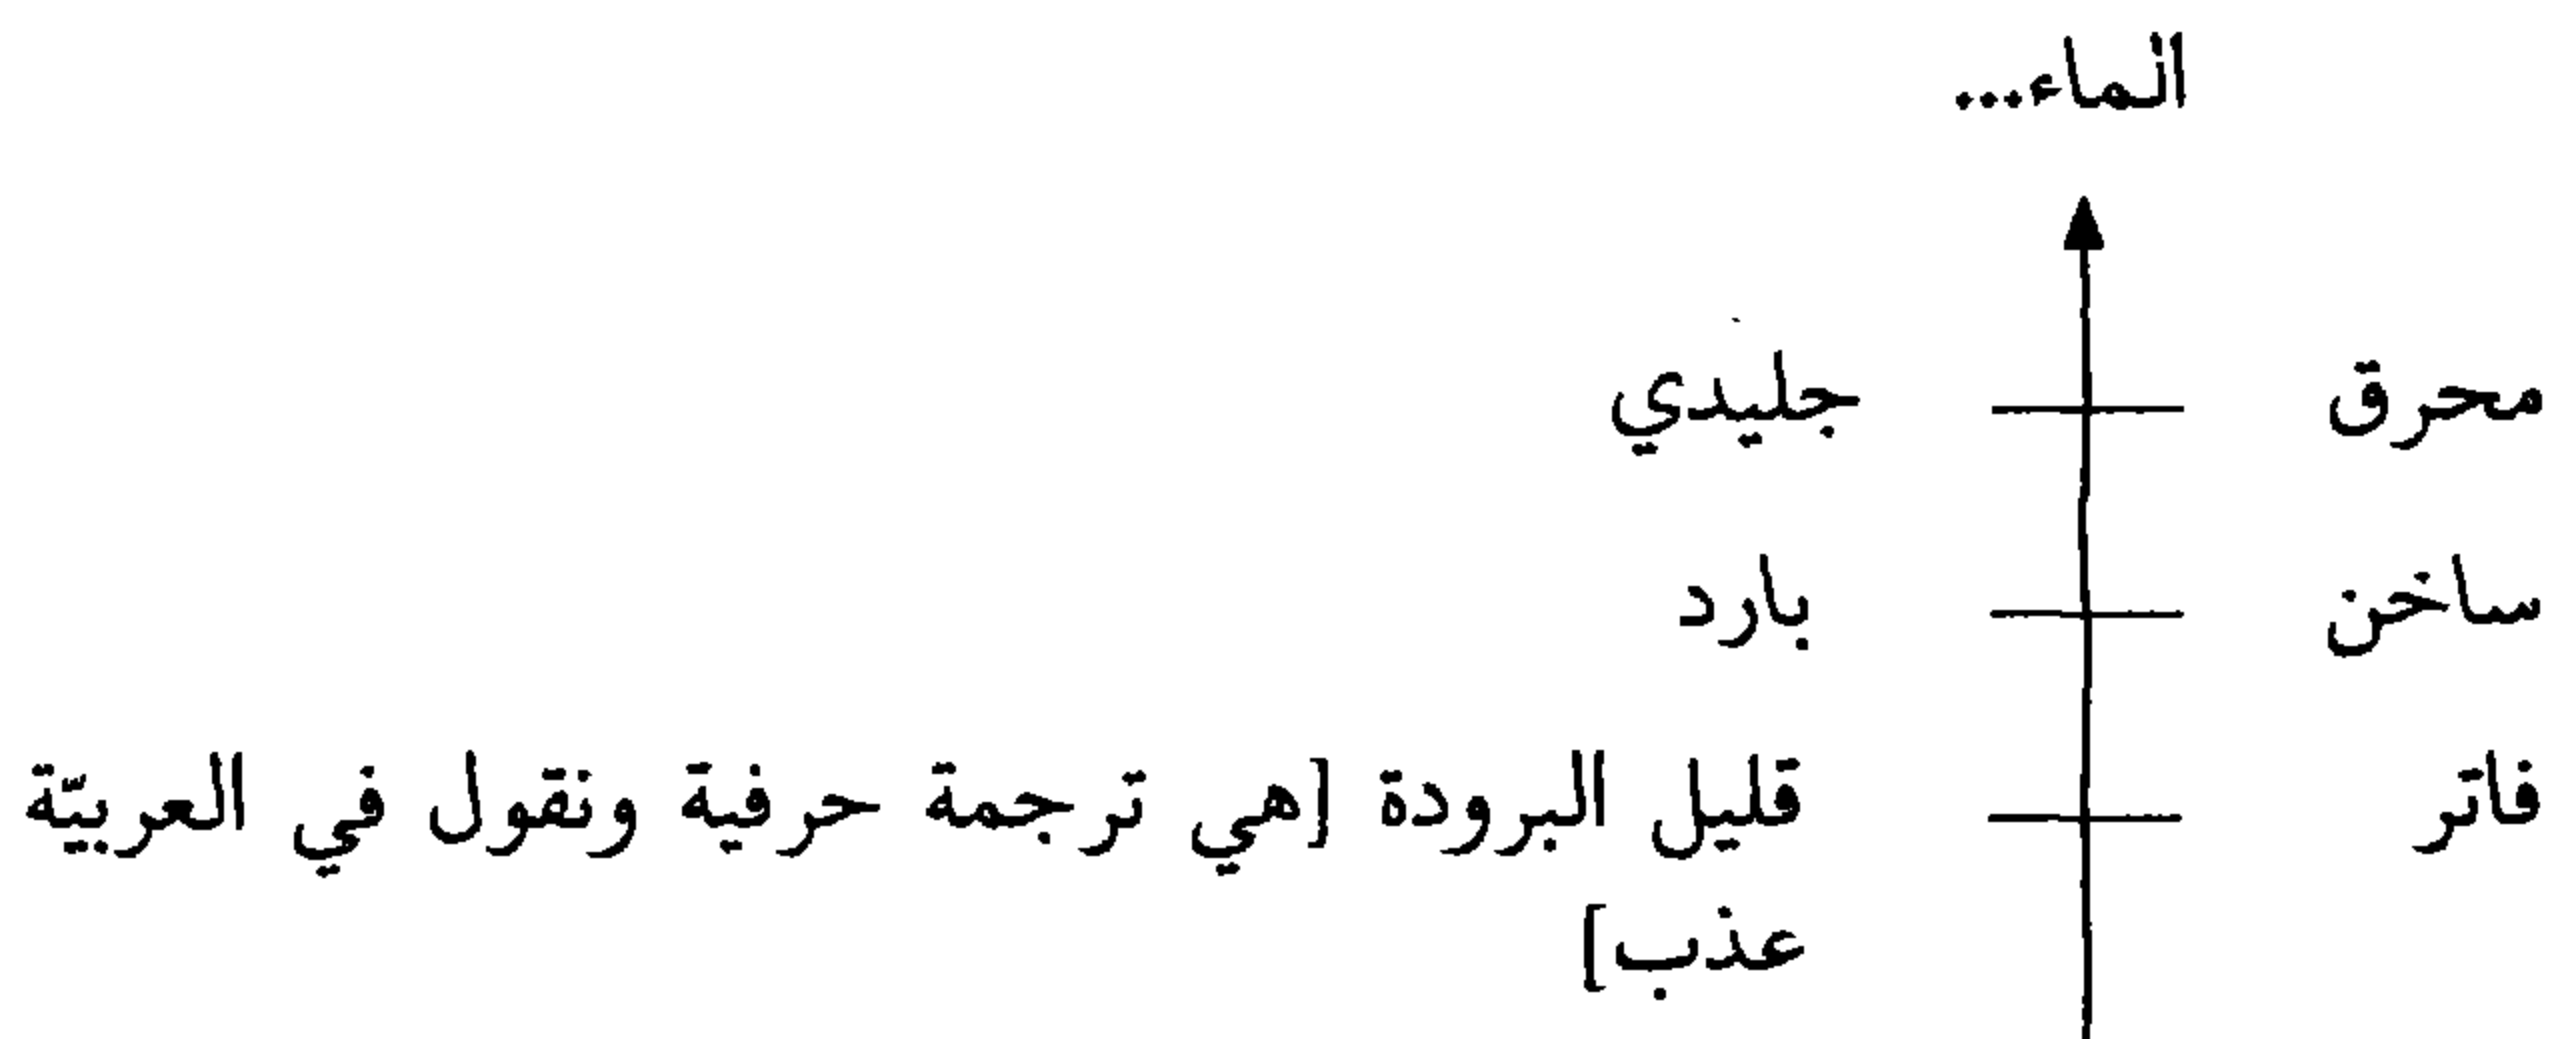 الماء...
محرق جليدي
ساخن بارد
فاتر قليل البرودة [هي ترجمة حرفية ونقول في العربيّة
عذب]